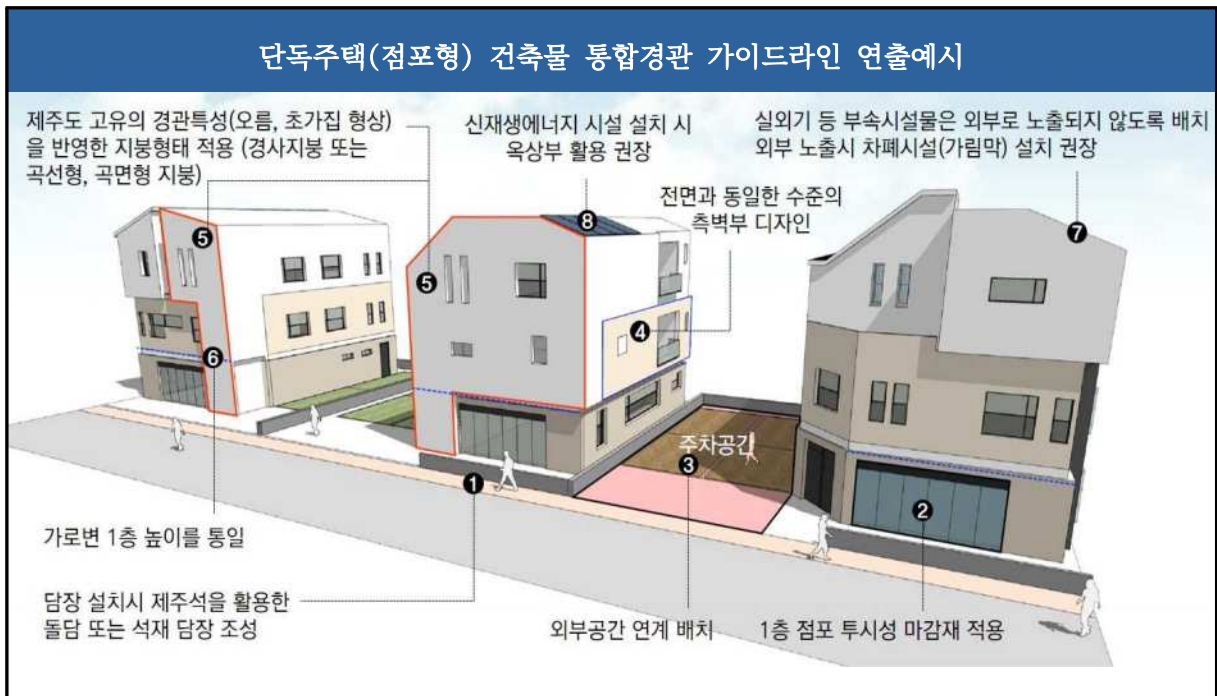 단독주택(점포형) 건축물 통합경관 가이드라인 연출예시
제주도 고유의 경관특성(오름, 초가집 형상)
을 반영한 지붕형태 적용 (경사지붕 또는
곡선형, 곡면형 지붕)
신재생에너지 시설 설치 시
옥상부 활용 권장
실외기 등 부속시설물은 외부로 노출되지 않도록 배치
외부 노출시 차폐시설(가림막) 설치 권장
전면과 동일한 수준의
측벽부 디자인
❽
❼
❺
❺
❹
❻
주차공간
❸
❶
❷
가로변 1층 높이를 통일
담장 설치시 제주석을 활용한
돌담 또는 석재 담장 조성
외부공간 연계 배치
1층 점포 투시성 마감재 적용